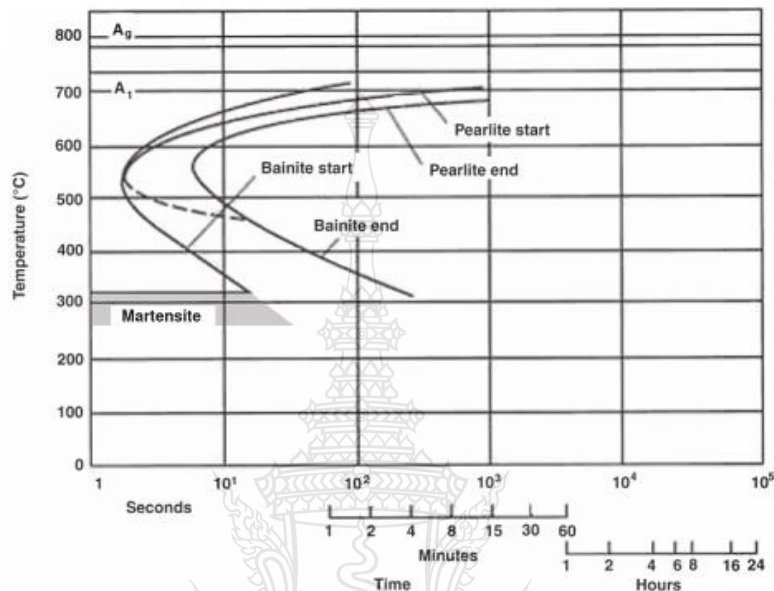 Temperature (°C)
800
700
600
500
400
300
200
100
0
A₉
A₁
Pearlite start
Pearlite end
Bainite start
Bainite end
Martensite
1 10¹ 10² 10³ 10⁴ 10⁵
Seconds
1 2 4 8 15 30 60
Minutes
1 2 4 6 8 16 24
Time
Hours